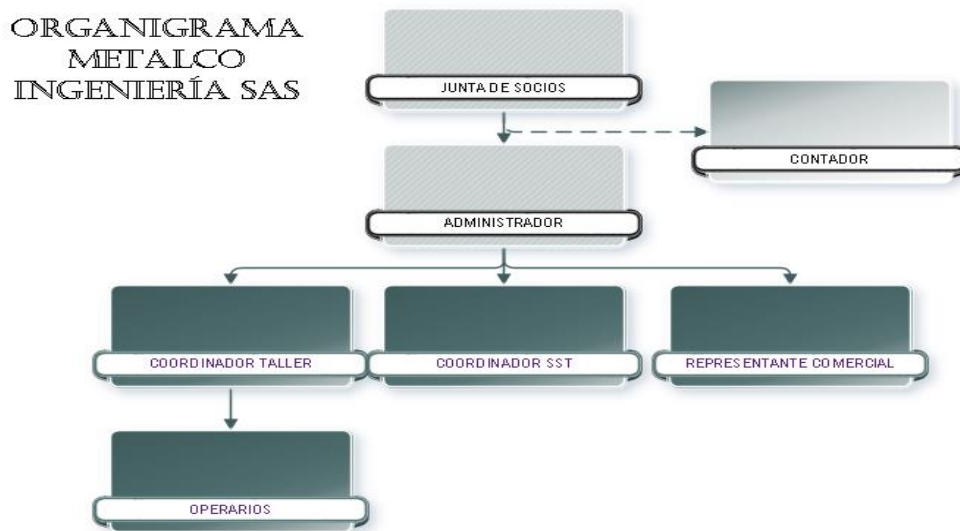 ORGANIGRAMA
METALCO
INGENIERÍA SAS
JUNTA DE SOCIOS
CONTADOR
ADMINISTRADOR
COORDINADOR TALLER
COORDINADOR SST
REPRESENTANTE COMERCIAL
OPERARIOS